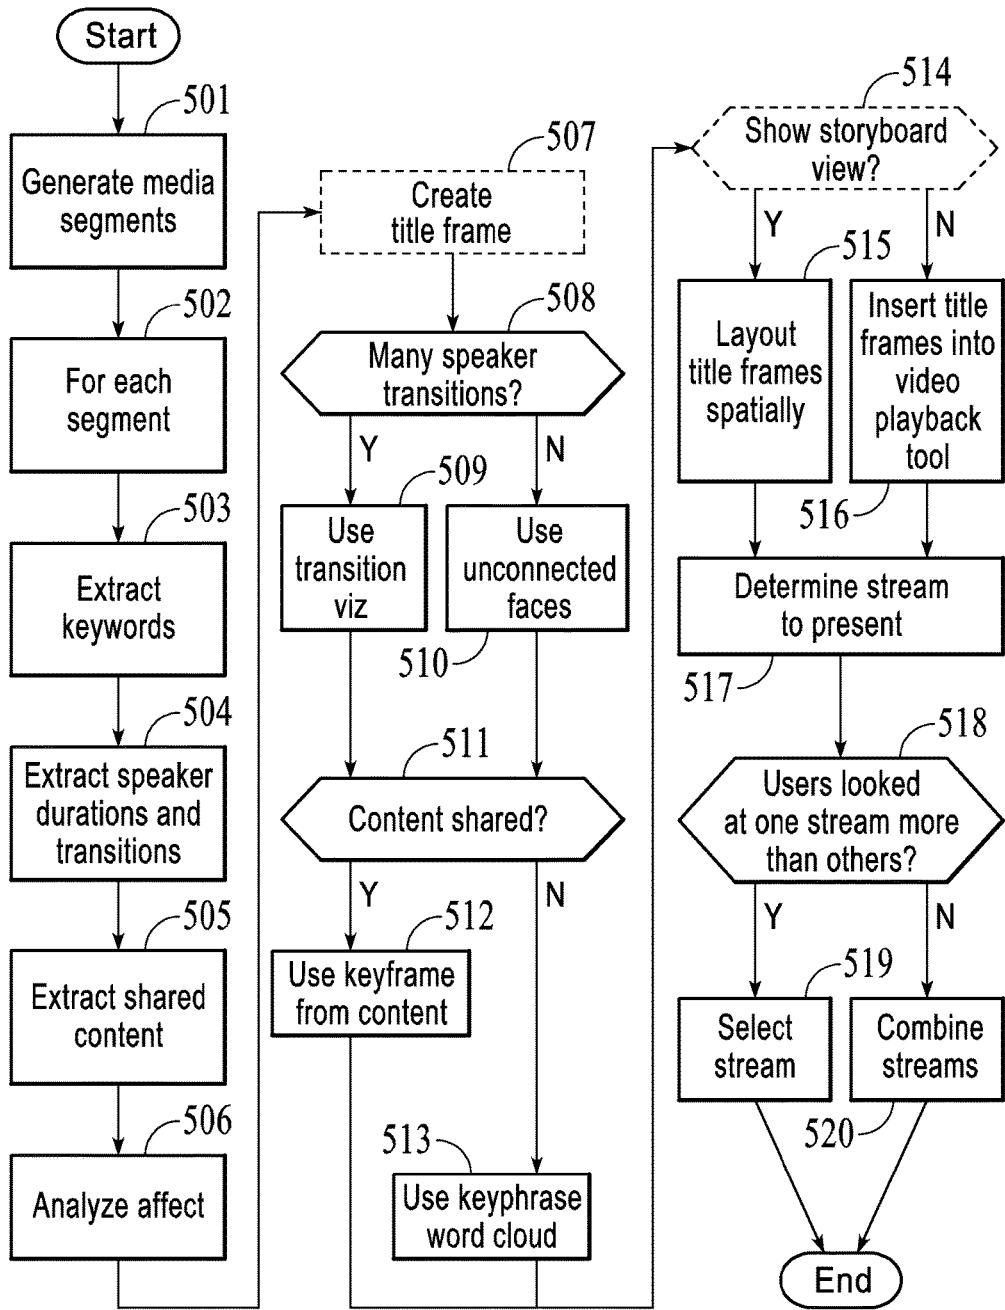 Start
501
Generate media
segments
502
For each
segment
503
Extract
keywords
504
Extract speaker
durations and
transitions
505
Extract shared
content
506
Analyze affect
507
Create
title frame
508
Many speaker
transitions?
Y
N
509
Use
transition
viz
Use
unconnected
faces
510
511
Content shared?
Y
N
512
Use keyframe
from content
513
Use keyphrase
word cloud
514
Show storyboard
view?
Y
N
515
Layout
title frames
spatially
Insert title
frames into
video
playback
tool
516
Determine stream
to present
517
518
Users looked
at one stream more
than others?
Y
N
519
Select
stream
Combine
streams
520
End